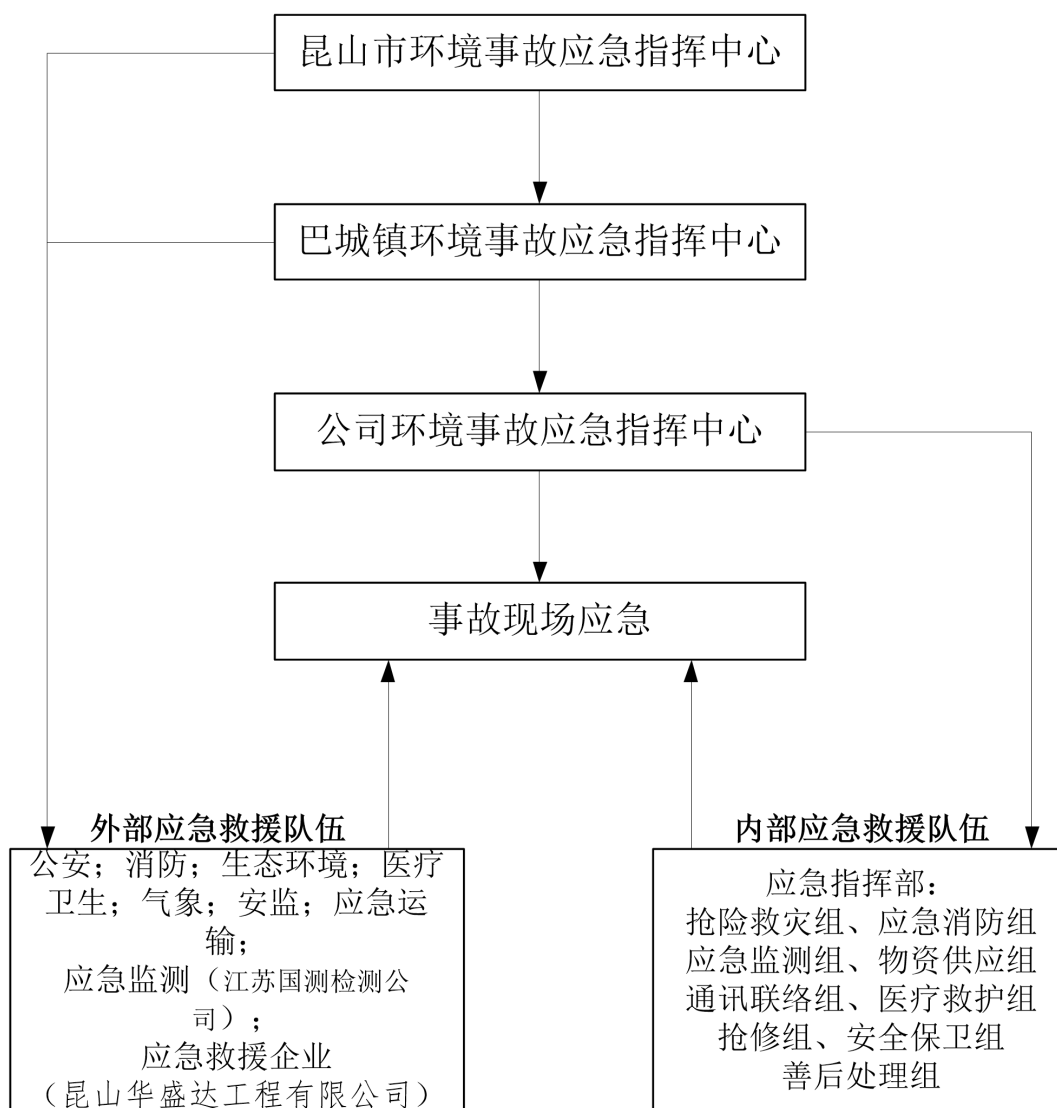 昆山市环境事故应急指挥中心
巴城镇环境事故应急指挥中心
公司环境事故应急指挥中心
事故现场应急
外部应急救援队伍
公安；消防；生态环境；医疗
卫生；气象；安监；应急运
输；
应急监测（江苏国测检测公
司）；
应急救援企业
（昆山华盛达工程有限公司）
内部应急救援队伍
应急指挥部：
抢险救灾组、应急消防组
应急监测组、物资供应组
通讯联络组、医疗救护组
抢修组、安全保卫组
善后处理组